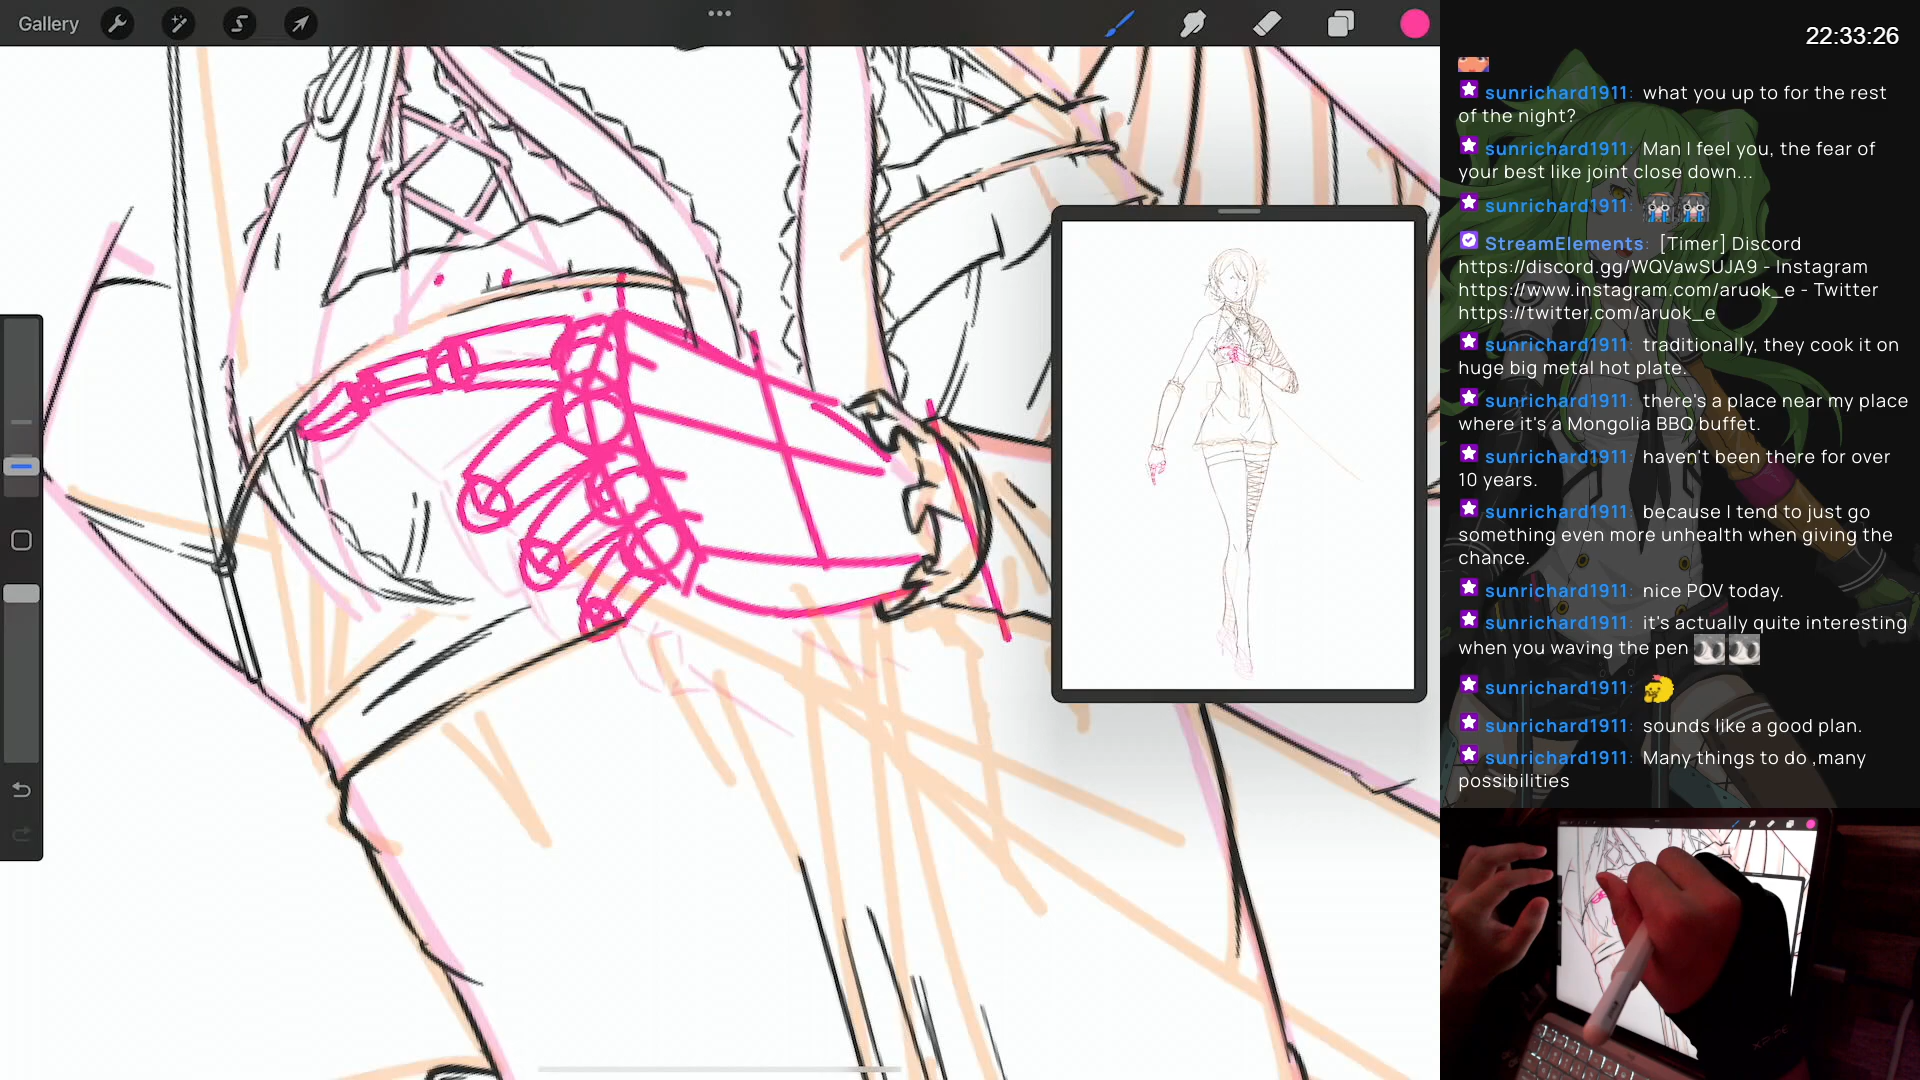 Gallery
22:33:26
sunrichard1911: what you up to for the rest
of the night?
sunrichard1911: Man I feel you, the fear of
your best like joint close down...
sunrichard1911:
StreamElements: [Timer] Discord
https://discord.gg/WQVawSUJA9 - Instagram
https://www.instagram.com/aruok_e - Twitter
https://twitter.com/aruok_e
sunrichard1911: traditionally, they cook it on
huge big metal hot plate.
sunrichard1911: there's a place near my place
where it's a Mongolia BBQ buffet.
sunrichard1911: haven't been there for over
10 years.
sunrichard1911: because I tend to just go
something even more unhealth when giving the
chance.
sunrichard1911: nice POV today.
sunrichard1911: it's actually quite interesting
when you waving the pen
sunrichard1911:
sunrichard1911: sounds like a good plan.
sunrichard1911: Many things to do ,many
possibilities